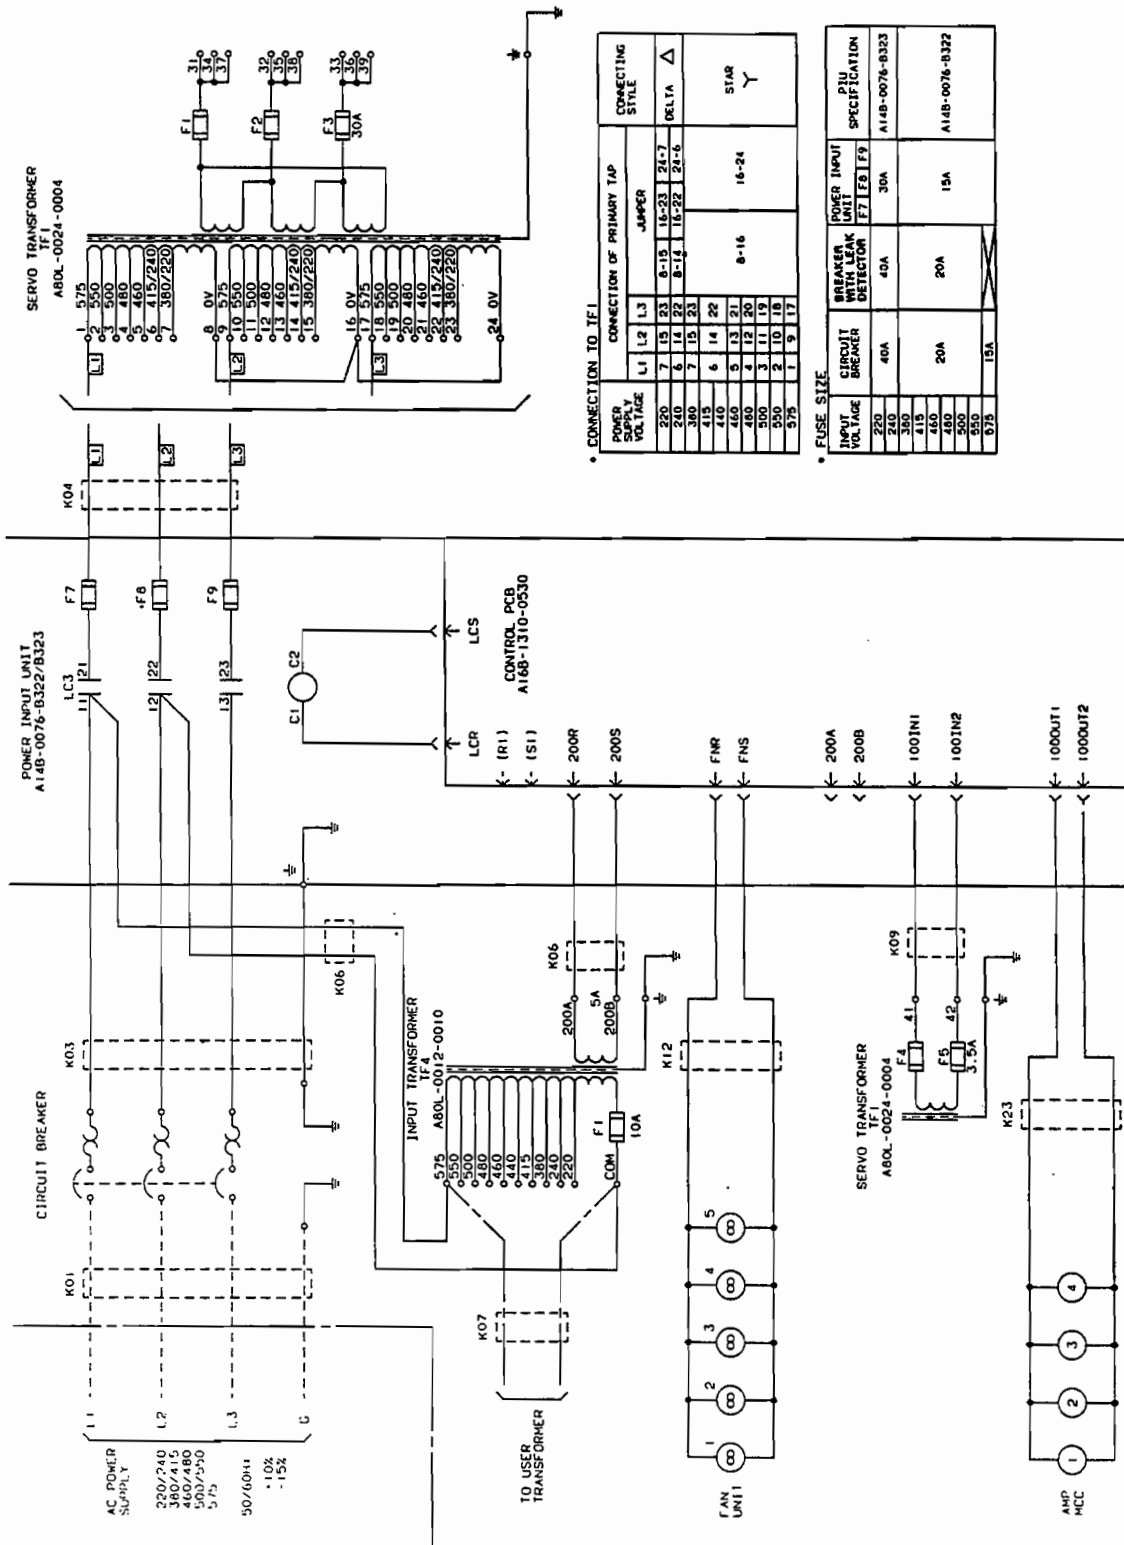 AC POWER
SUPPLY
220/240
380/415
460/480
500/550
575
50/60Hz
+10%
-15%
L1
L2
L3
G
K01
CIRCUIT BREAKER
K03
POWER INPUT UNIT
A14B-0076-B322/B323
LC3
11 21
12 22
13 23
F7
F8
F9
K04
L1
L2
L3
SERVO TRANSFORMER
TF1
A80L-0024-0004
L1
1 575
2 550
3 500
4 480
5 460
6 415/240
7 380/220
8 0V
L2
9 575
10 550
11 500
12 480
13 460
14 415/240
15 380/220
16 0V
L3
17 575
18 550
19 500
20 480
21 460
22 415/240
23 380/220
24 0V
F1
31
34
37
F2
32
35
38
F3
30A
33
36
39
K06
C1 C2
LCR
LCS
CONTROL PCB
A16B-1310-0530
INPUT TRANSFORMER
TF4
A80L-0012-0010
575
550
500
480
460
440
415
380
240
220
COM
F1
10A
200A
5A
200B
K06
(R1)
(S1)
200R
200S
TO USER
TRANSFORMER
K07
FAN
UNIT
1
2
3
4
5
K12
FNR
FNS
200A
200B
SERVO TRANSFORMER
TF1
A80L-0024-0004
F4
F5
3.5A
41
42
K09
100IN1
100IN2
AMP
MCC
1
2
3
4
K23
100OUT1
100OUT2
• CONNECTION TO TF1
POWER SUPPLY VOLTAGE | CONNECTION OF PRIMARY TAP | CONNECTING STYLE
L1 L2 L3 JUMPER
220 7 15 23 8-15 16-23 24-7 DELTA △
240 6 14 22 8-14 16-22 24-6
380 7 15 23 8-16 16-24 STAR Y
415 6 14 22
440
460 5 13 21
480 4 12 20
500 3 11 19
550 2 10 18
575 1 9 17
• FUSE SIZE
INPUT VOLTAGE | CIRCUIT BREAKER | BREAKER WITH LEAK DETECTOR | POWER INPUT UNIT F7 F8 F9 | PIU SPECIFICATION
220 40A 40A 30A A14B-0076-B323
240
380 20A 20A 15A A14B-0076-B322
415
460
480
500
550
575 15A